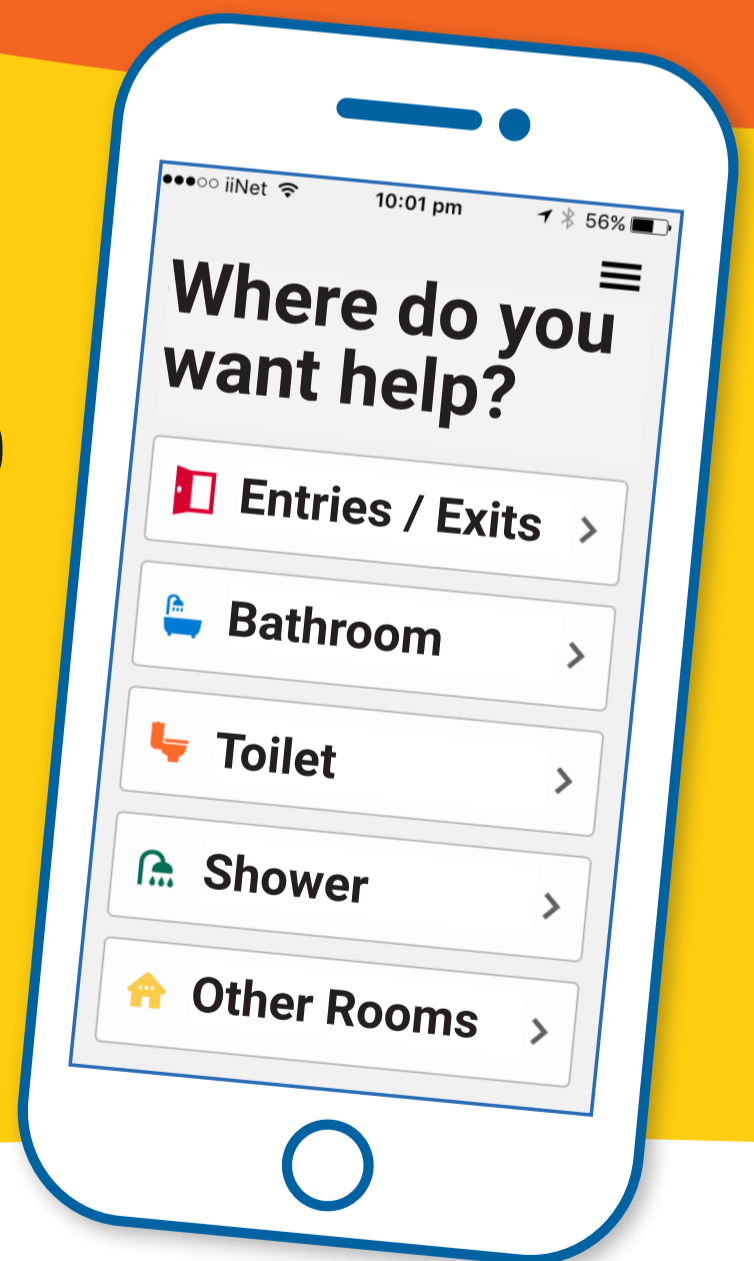 iiNet 10:01 pm 56%
Where do you
want help?
Entries / Exits
Bathroom
Toilet
Shower
Other Rooms